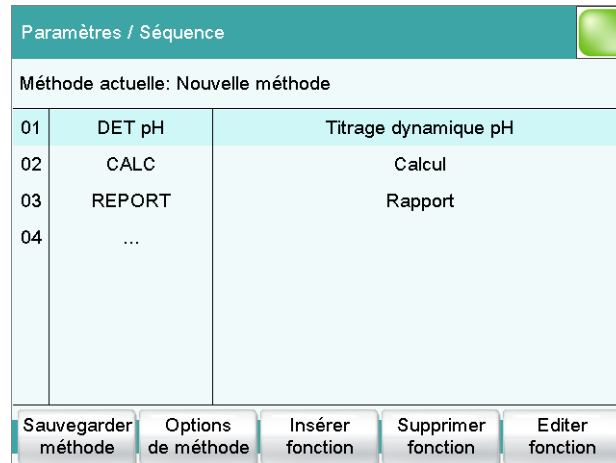 Paramètres / Séquence
Méthode actuelle: Nouvelle méthode
01 DET pH Titrage dynamique pH
02 CALC Calcul
03 REPORT Rapport
04 ...
Sauvegarder méthode Options de méthode Insérer fonction Supprimer fonction Editer fonction